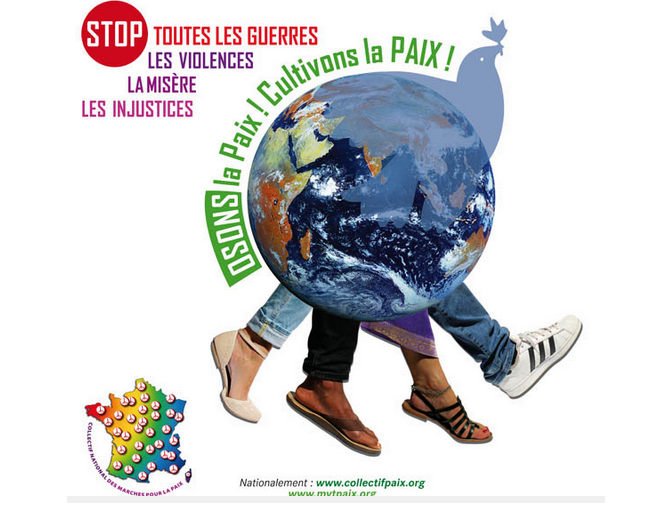 STOP TOUTES LES GUERRES
LES VIOLENCES
LA MISÈRE
LES INJUSTICES
OSONS la Paix ! Cultivons la PAIX !
COLLECTIF NATIONAL DES MARCHES POUR LA PAIX
Nationalement : www.collectifpaix.org
www.mvtpaix.org